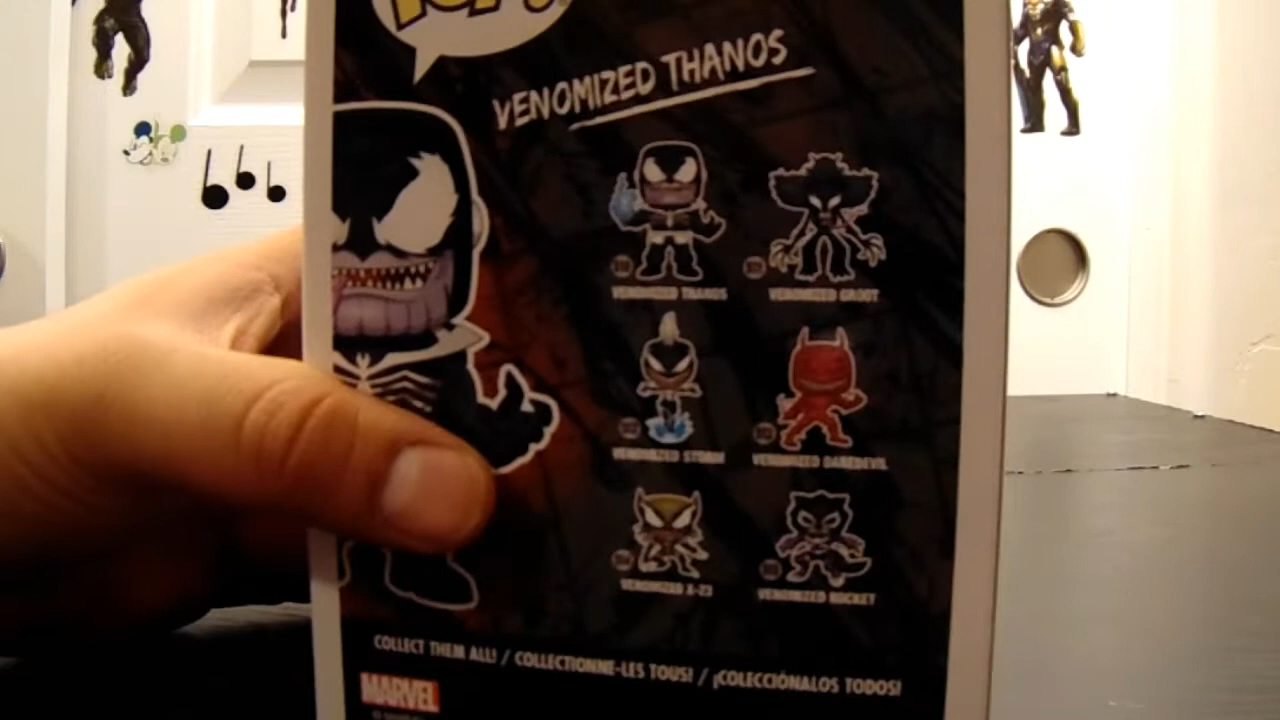 POP!
VENOMIZED THANOS
VENOMIZED THANOS
VENOMIZED GROOT
VENOMIZED STORM
VENOMIZED DAREDEVIL
VENOMIZED X-23
VENOMIZED ROCKET
COLLECT THEM ALL! / COLLECTIONNE-LES TOUS! / ¡COLECCIÓNALOS TODOS!
MARVEL